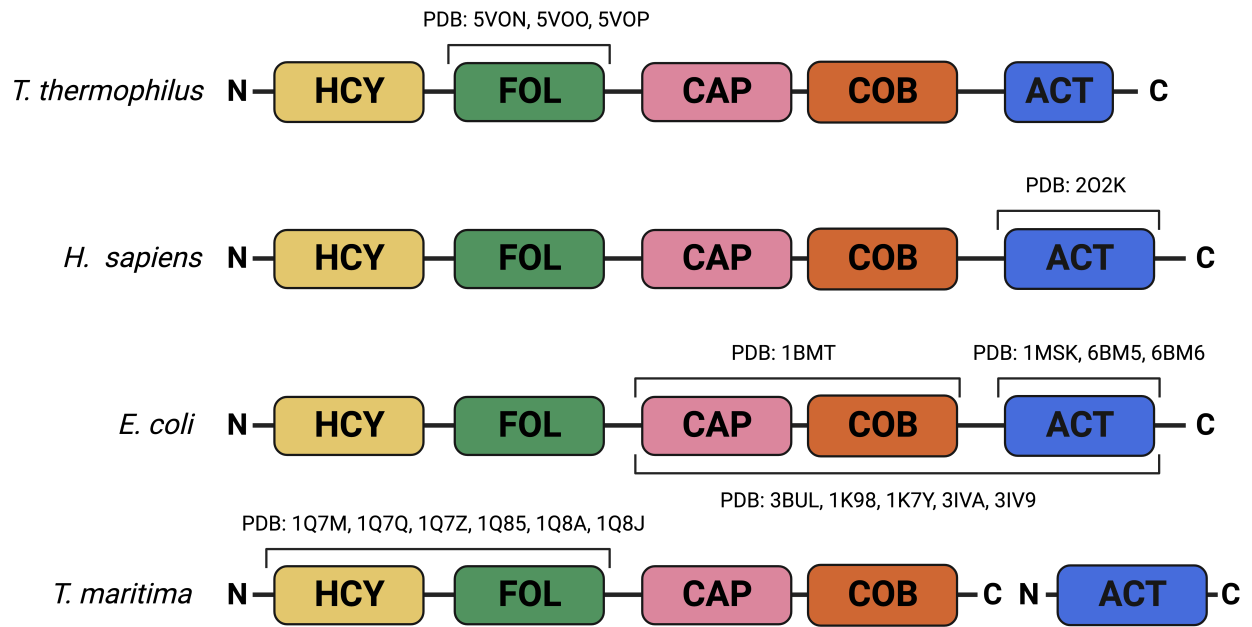 PDB: 5VON, 5VOO, 5VOP
T. thermophilus N HCY FOL CAP COB ACT C
PDB: 2O2K
H. sapiens N HCY FOL CAP COB ACT C
PDB: 1BMT PDB: 1MSK, 6BM5, 6BM6
E. coli N HCY FOL CAP COB ACT C
PDB: 3BUL, 1K98, 1K7Y, 3IVA, 3IV9
PDB: 1Q7M, 1Q7Q, 1Q7Z, 1Q85, 1Q8A, 1Q8J
T. maritima N HCY FOL CAP COB C N ACT C